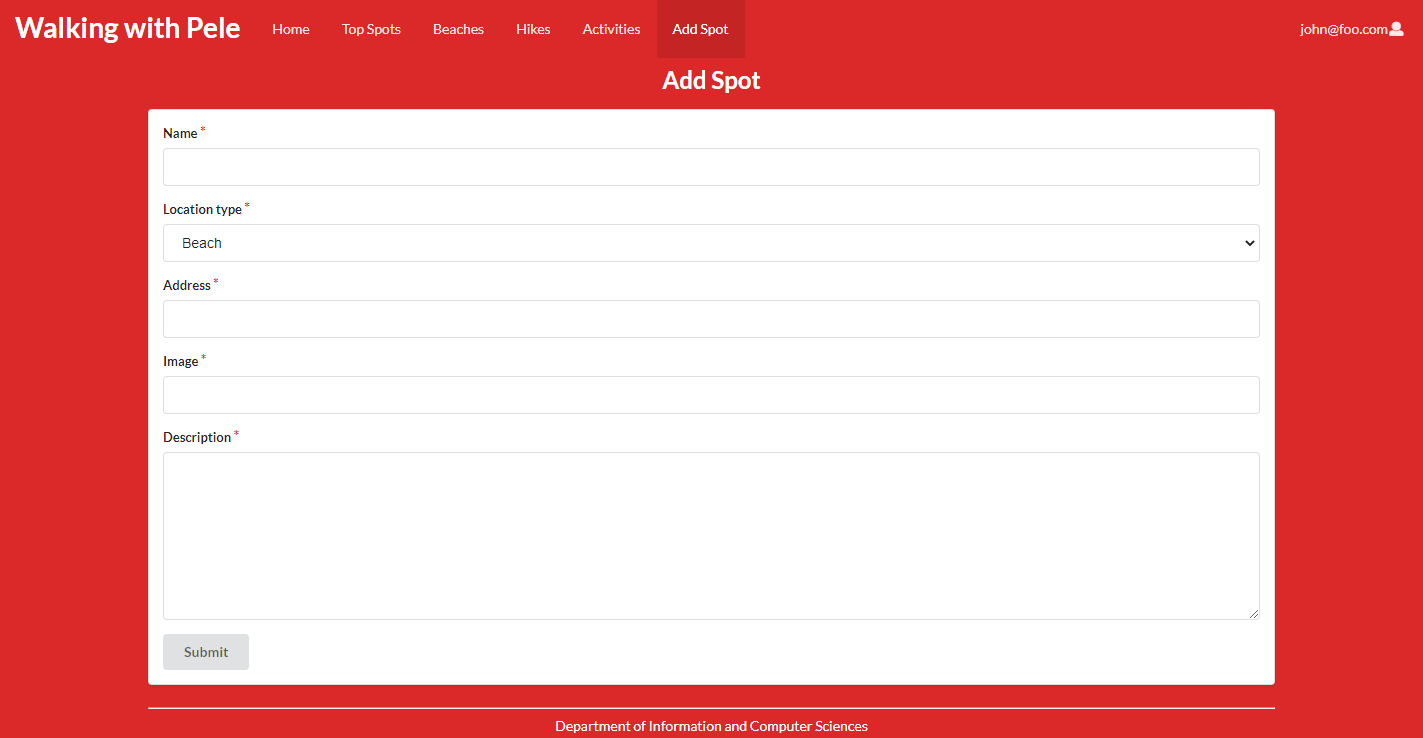 Walking with Pele Home Top Spots Beaches Hikes Activities Add Spot john@foo.com
Add Spot
Name *
Location type *
Beach
Address *
Image *
Description *
Submit
Department of Information and Computer Sciences